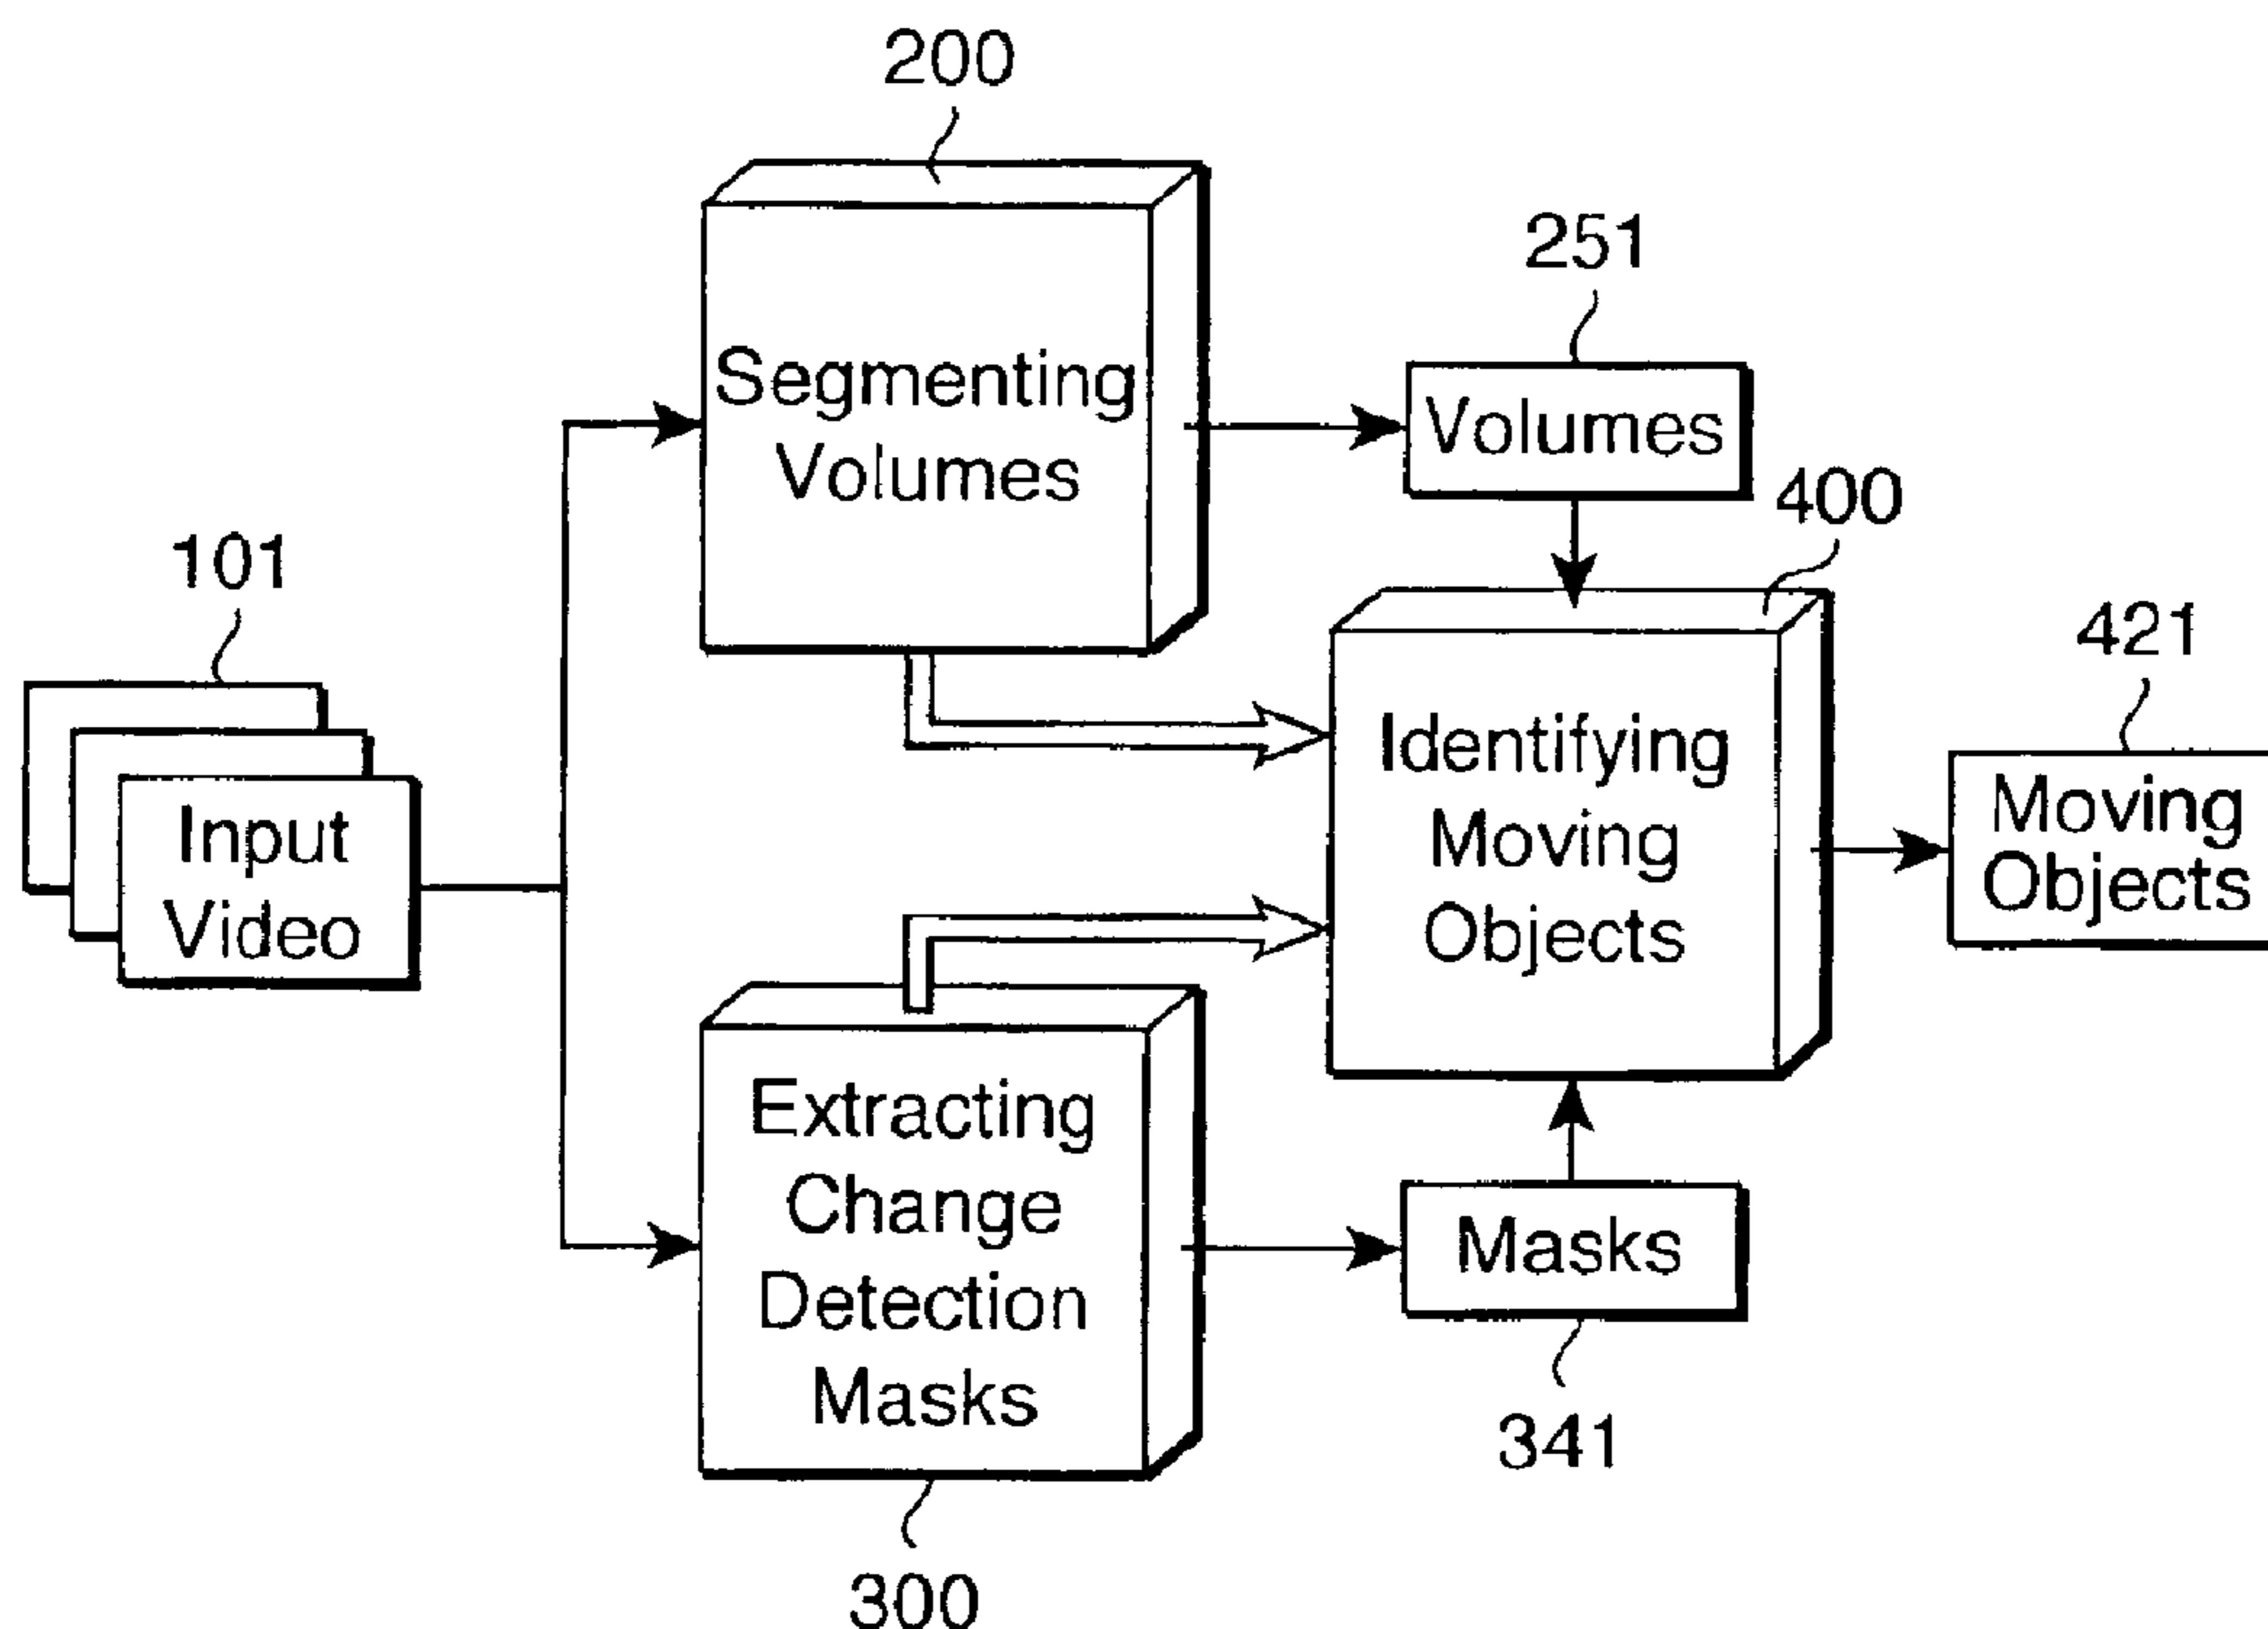 200
Segmenting
Volumes
251
Volumes
400
101
Input
Video
Identifying
Moving
Objects
421
Moving
Objects
Extracting
Change
Detection
Masks
300
Masks
341